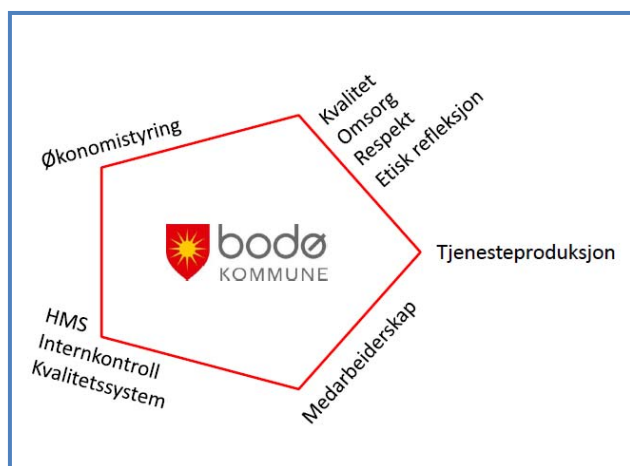 Økonomistyring
Kvalitet
Omsorg
Respekt
Etisk refleksjon
bodø
KOMMUNE
Tjenesteproduksjon
HMS
Internkontroll
Kvalitetssystem
Medarbeiderskap